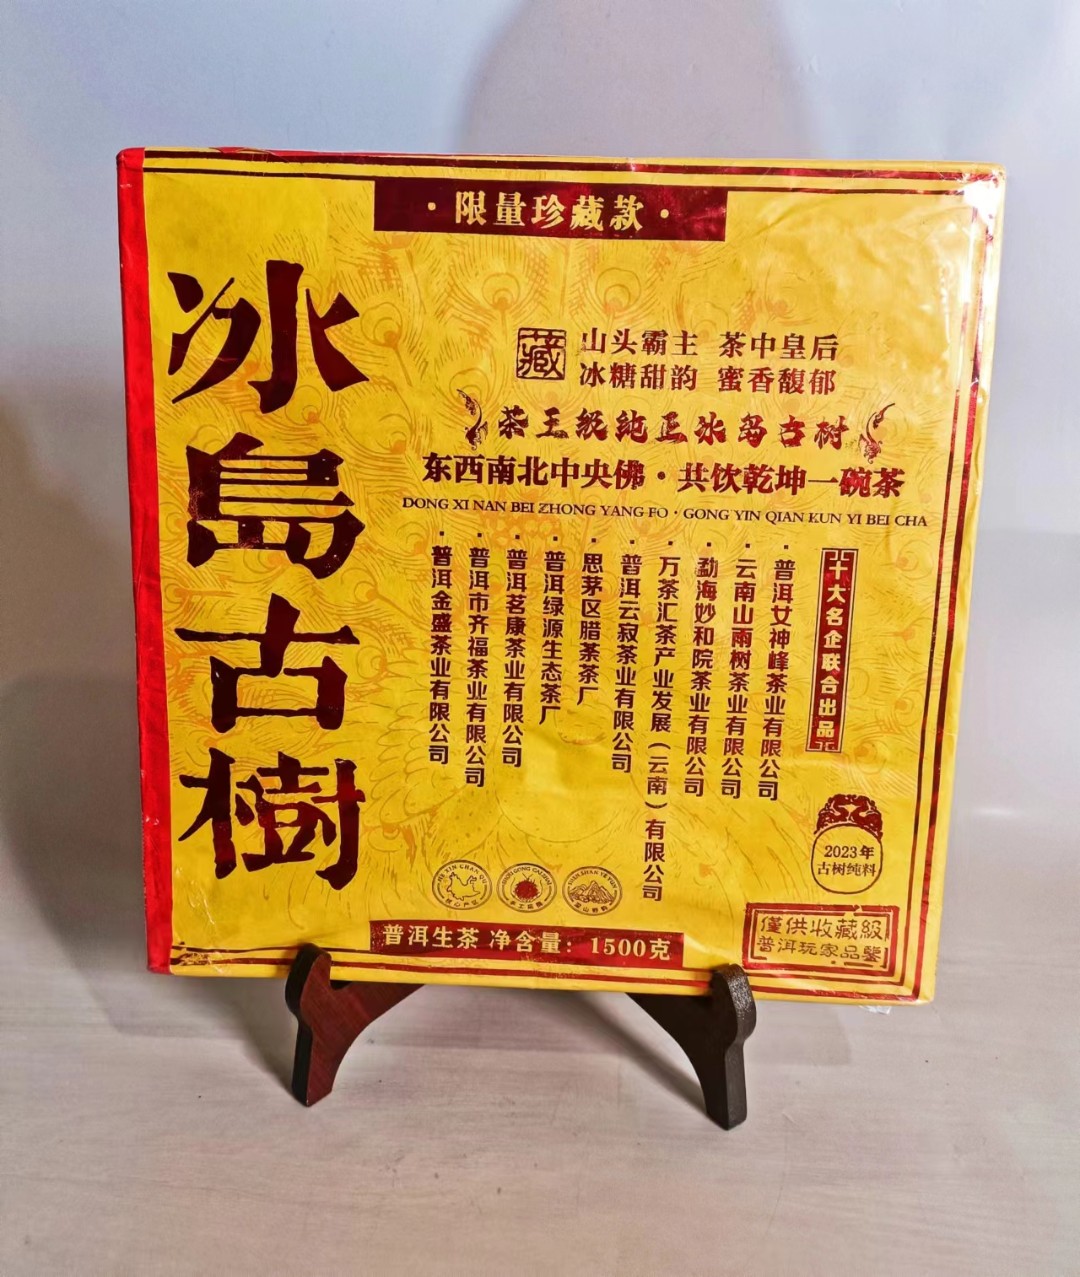 ·限量珍藏款·
冰島古樹
藏
山头霸主 茶中皇后
冰糖甜韵 蜜香馥郁
茶王级纯正冰岛古树
东西南北中央佛·共饮乾坤一碗茶
DONG XI NAN BEI ZHONG YANG FO · GONG YIN QIAN KUN YI BEI CHA
十大名企联合出品
·普洱女神峰茶业有限公司
·云南山雨树茶业有限公司
·勐海妙和院茶业有限公司
·万茶汇茶产业发展（云南）有限公司
·普洱云寂茶业有限公司
·思茅区腊茶茶厂
·普洱绿源生态茶厂
·普洱茗康茶业有限公司
·普洱市齐福茶业有限公司
·普洱金盛茶业有限公司
2023年
古树纯料
普洱生茶 净含量：1500克
僅供收藏級
普洱玩家品鑒